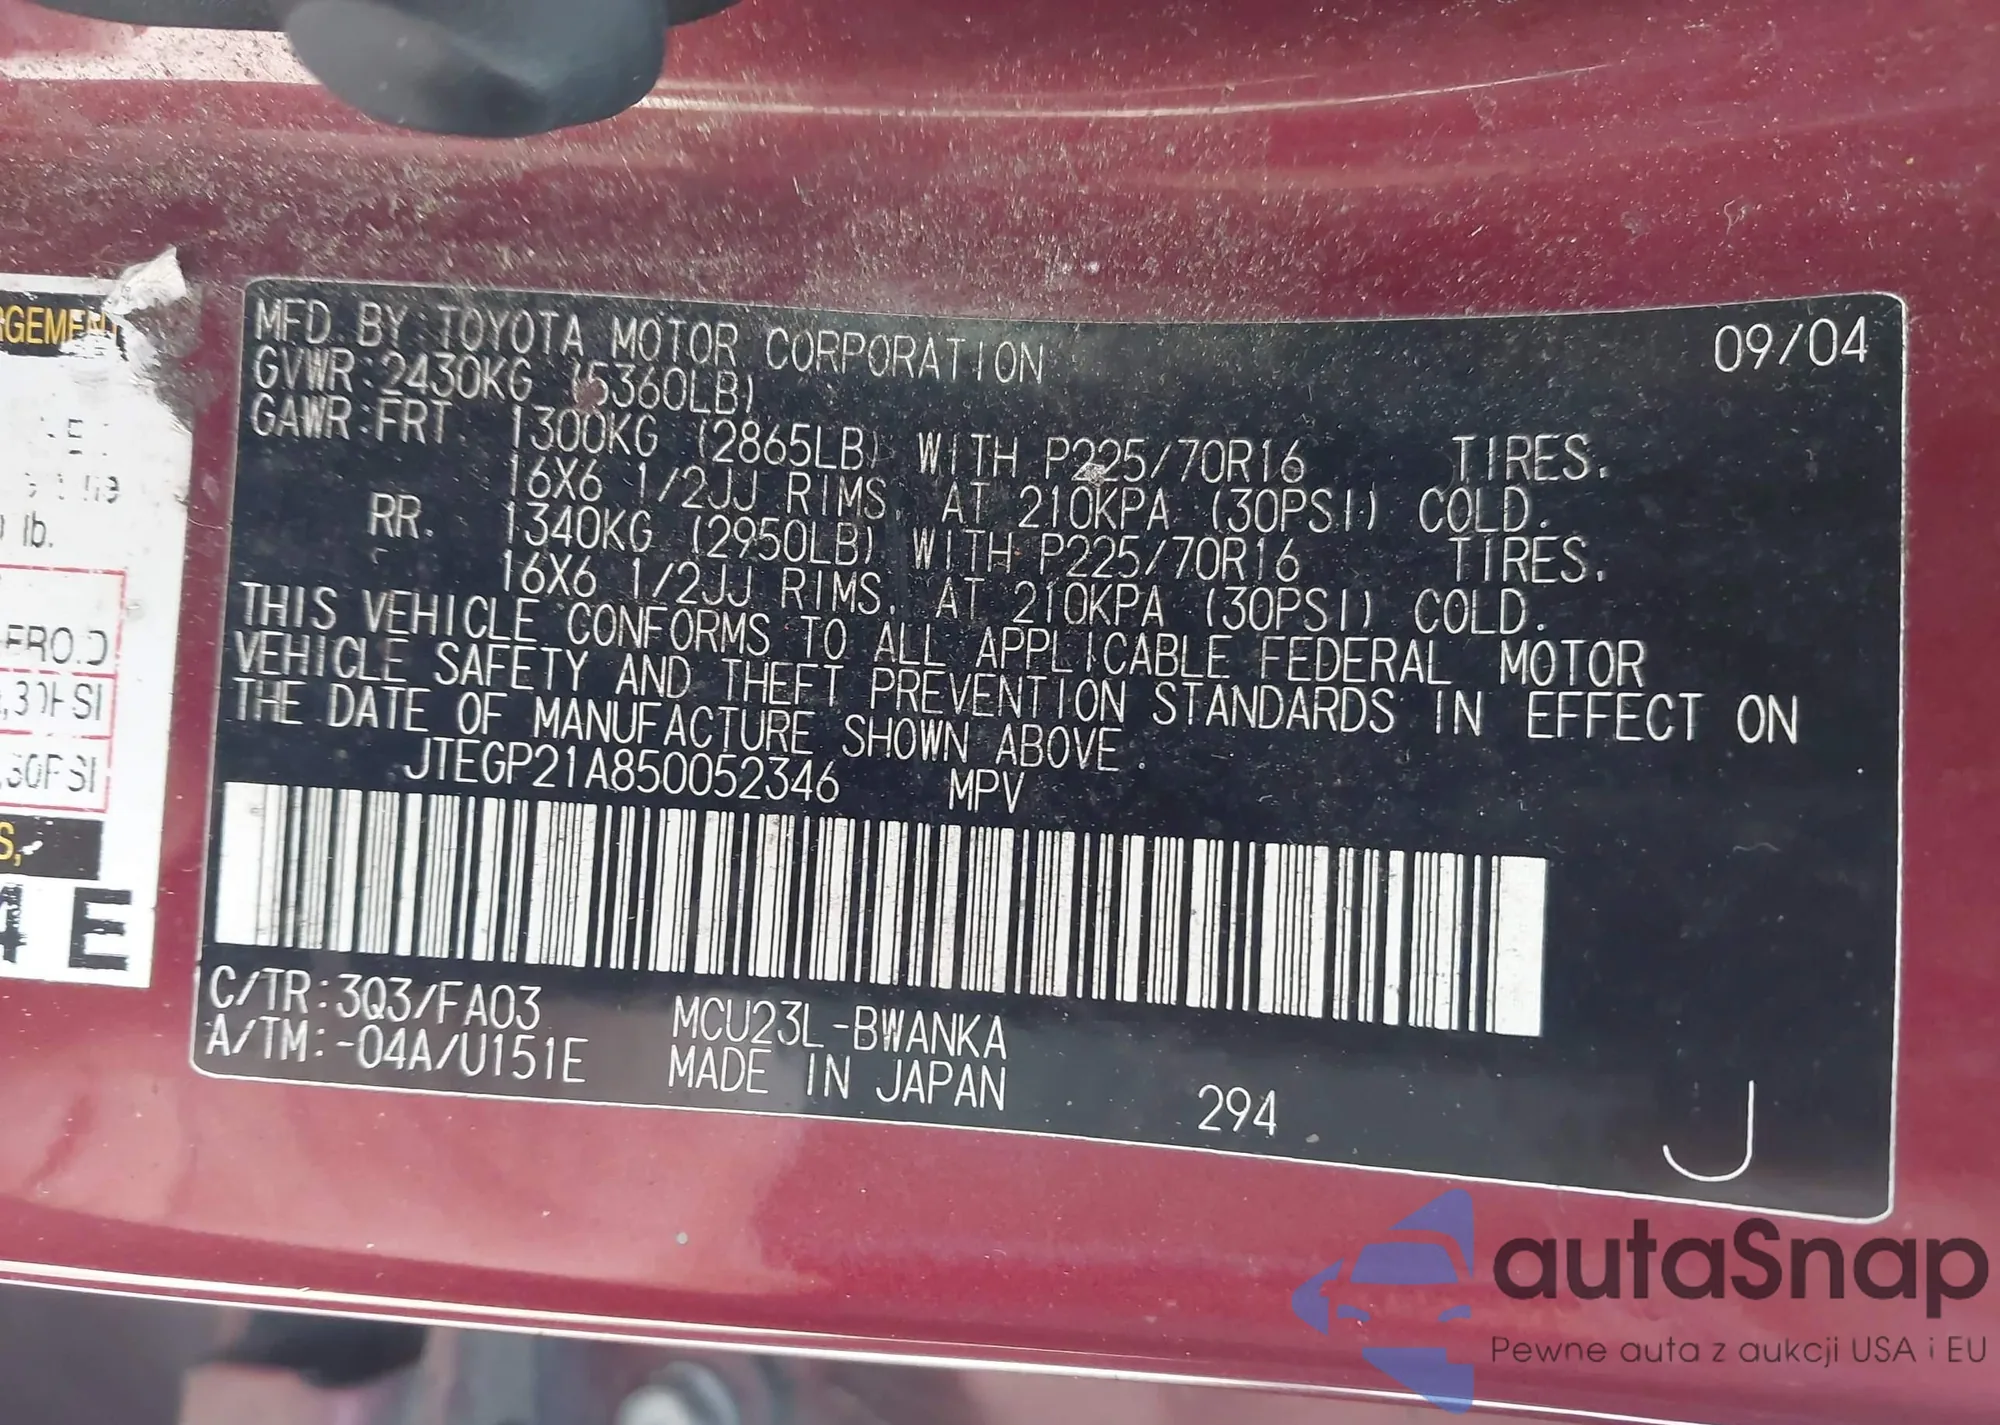 MFD. BY: TOYOTA MOTOR CORPORATION 09/04
GVWR: 2430KG (5360LB)
GAWR: FRT 1300KG (2865LB) WITH P225/70R16 TIRES,
16X6 1/2JJ RIMS, AT 210KPA (30PSI) COLD.
RR. 1340KG (2950LB) WITH P225/70R16 TIRES,
16X6 1/2JJ RIMS, AT 210KPA (30PSI) COLD.
THIS VEHICLE CONFORMS TO ALL APPLICABLE FEDERAL MOTOR
VEHICLE SAFETY AND THEFT PREVENTION STANDARDS IN EFFECT ON
THE DATE OF MANUFACTURE SHOWN ABOVE.
JTEGP21A850052346 MPV
C/TR: 3Q3/FA03 MCU23L-BWANKA
A/TM: -04A/U151E MADE IN JAPAN
294
J
lb.
4 E
autaSnap
Pewne auta z aukcji USA i EU